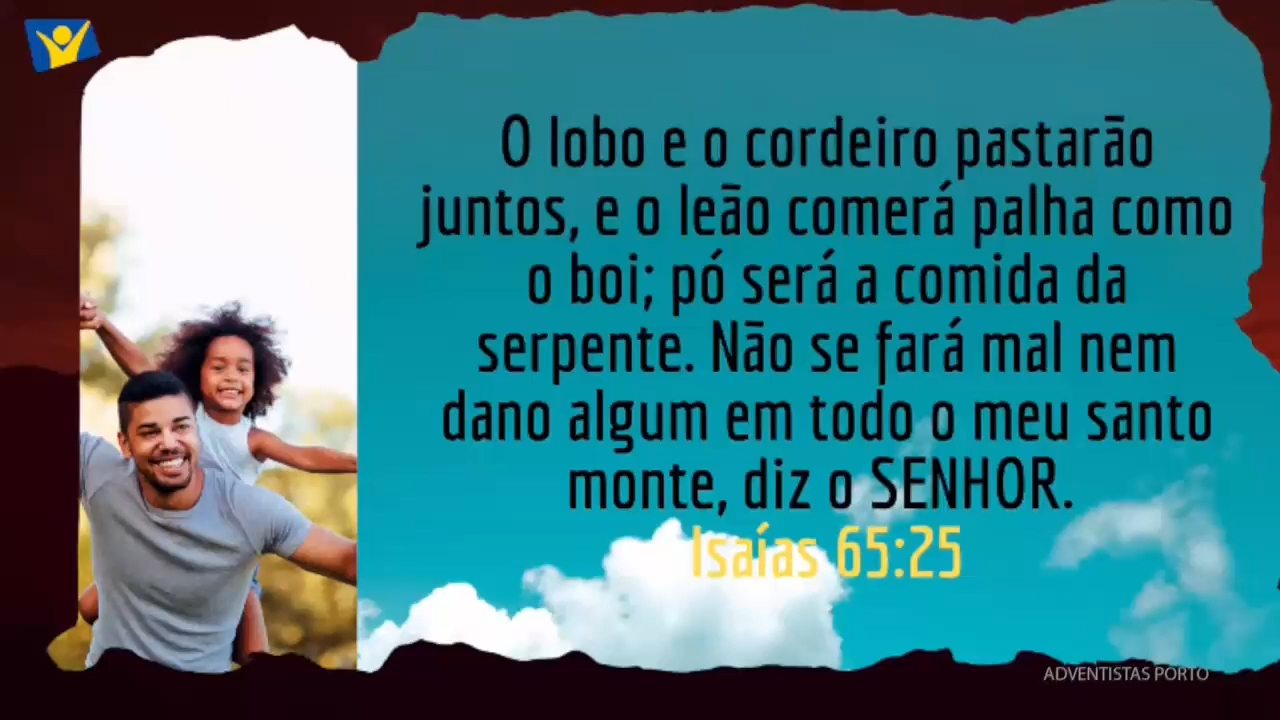 O lobo e o cordeiro pastarão
juntos, e o leão comerá palha como
o boi; pó será a comida da
serpente. Não se fará mal nem
dano algum em todo o meu santo
monte, diz o SENHOR.
Isaías 65:25
ADVENTISTAS PORTO